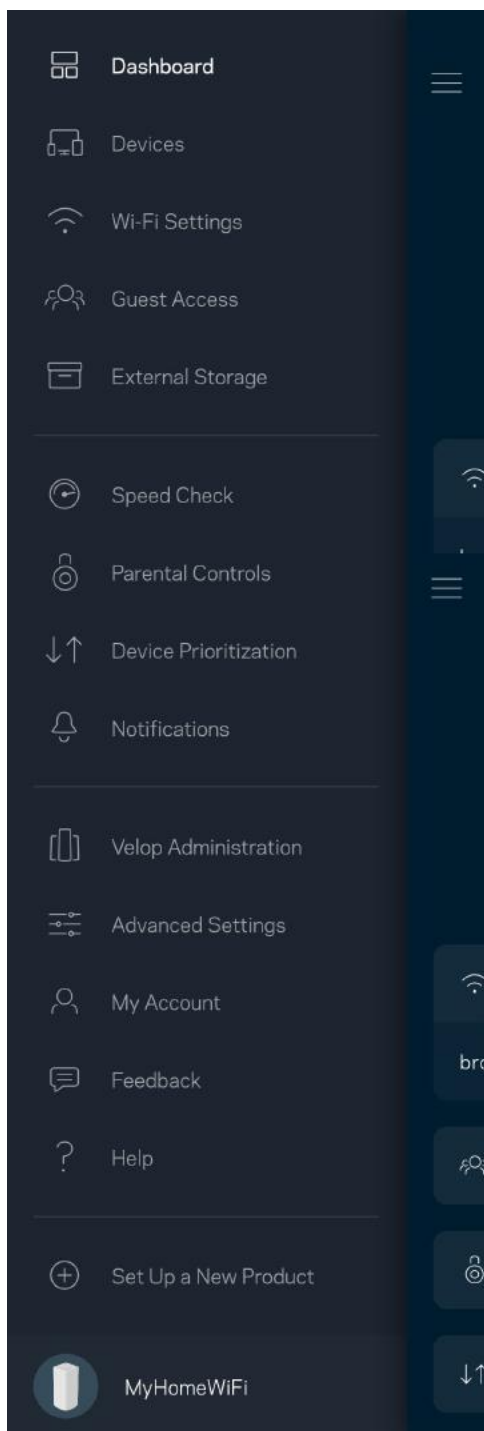 Dashboard
Devices
Wi-Fi Settings
Guest Access
External Storage
Speed Check
Parental Controls
Device Prioritization
Notifications
Velop Administration
Advanced Settings
My Account
Feedback
Help
Set Up a New Product
MyHomeWiFi